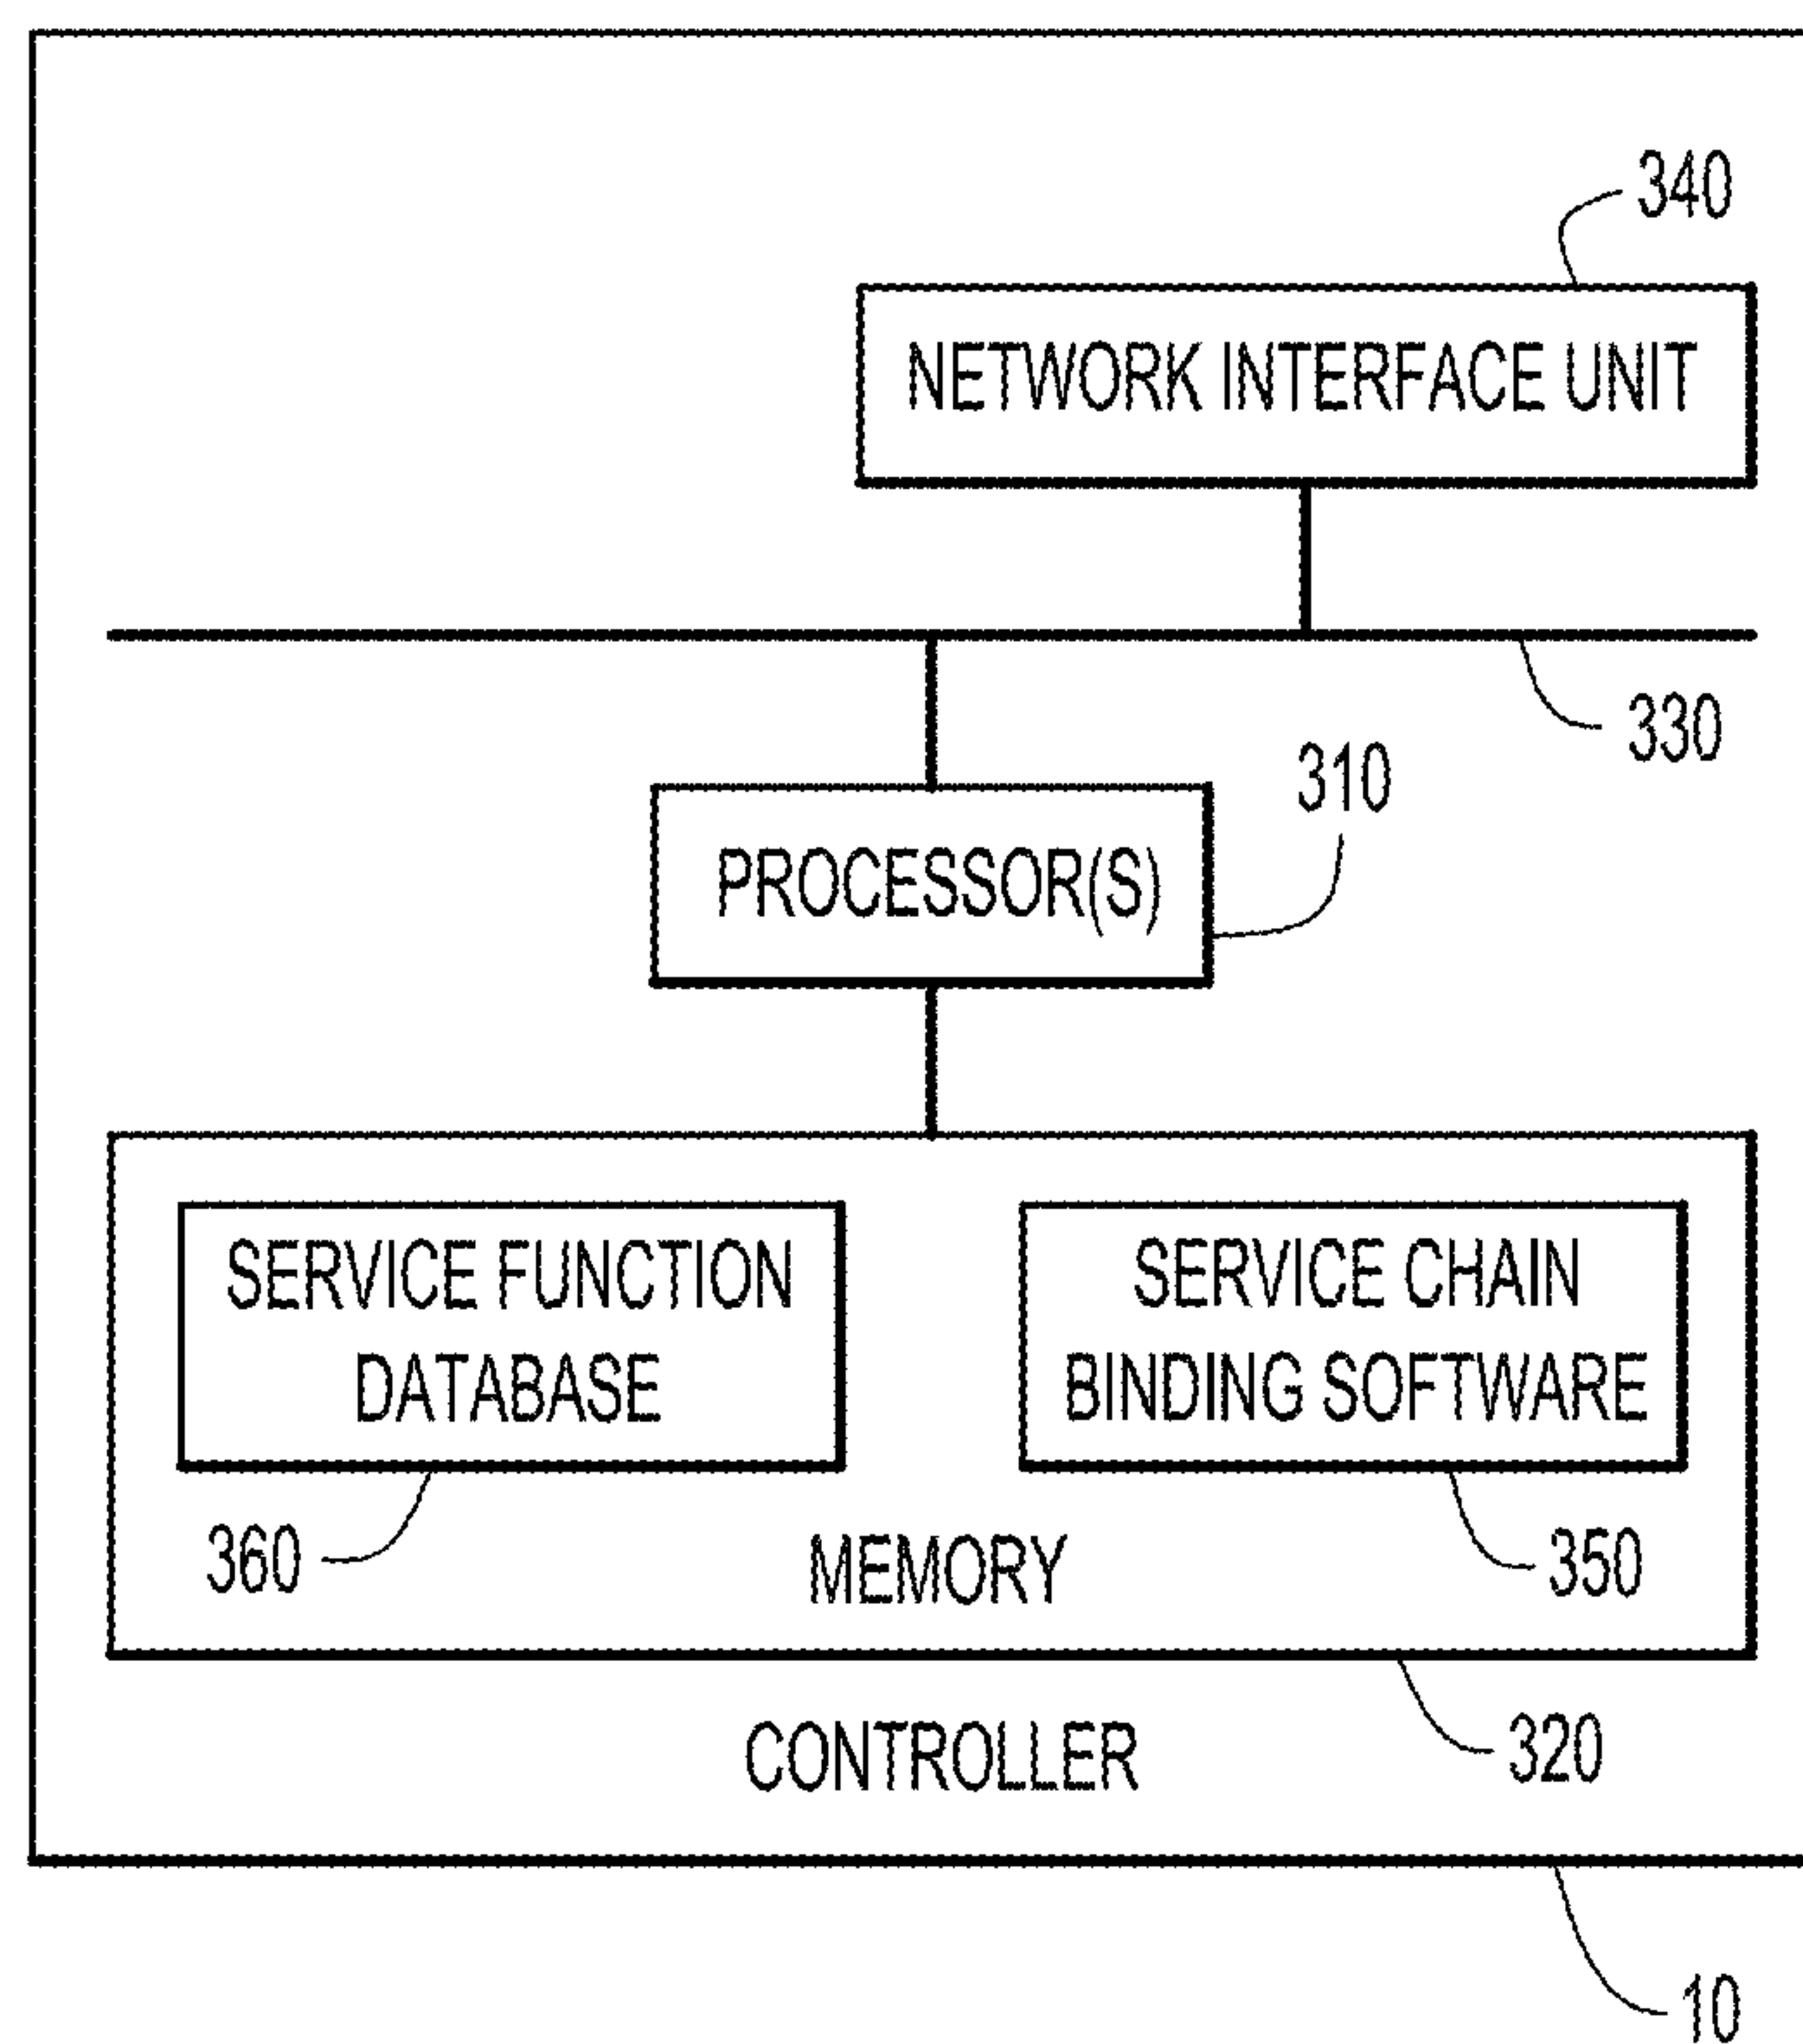 340
NETWORK INTERFACE UNIT
330
310
PROCESSOR(S)
SERVICE FUNCTION
DATABASE
SERVICE CHAIN
BINDING SOFTWARE
360
MEMORY
350
CONTROLLER
320
10